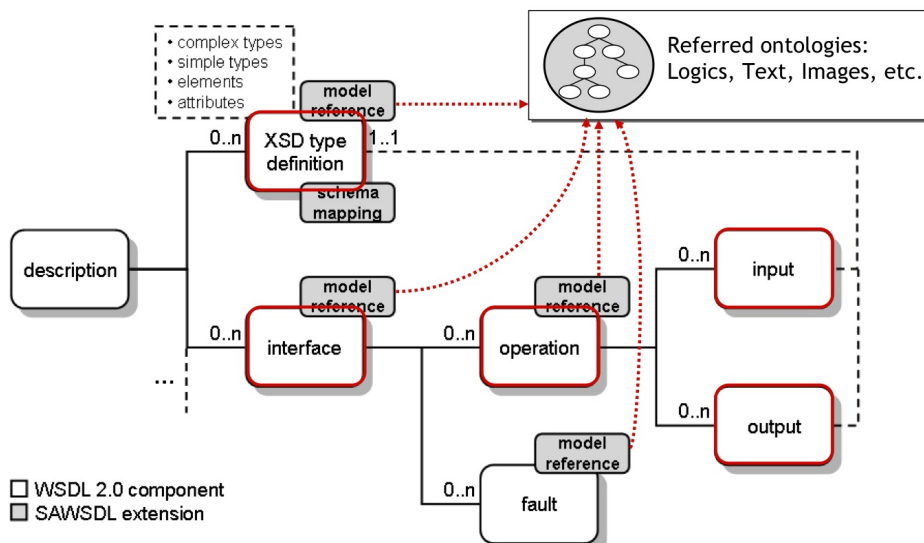 • complex types
• simple types
• elements
• attributes
Referred ontologies:
Logics, Text, Images, etc.
model
reference
0..n
XSD type
definition
1..1
schema
mapping
description
model
reference
0..n
interface
...
model
reference
0..n
operation
0..n
input
0..n
output
model
reference
0..n
fault
WSDL 2.0 component
SAWSDL extension